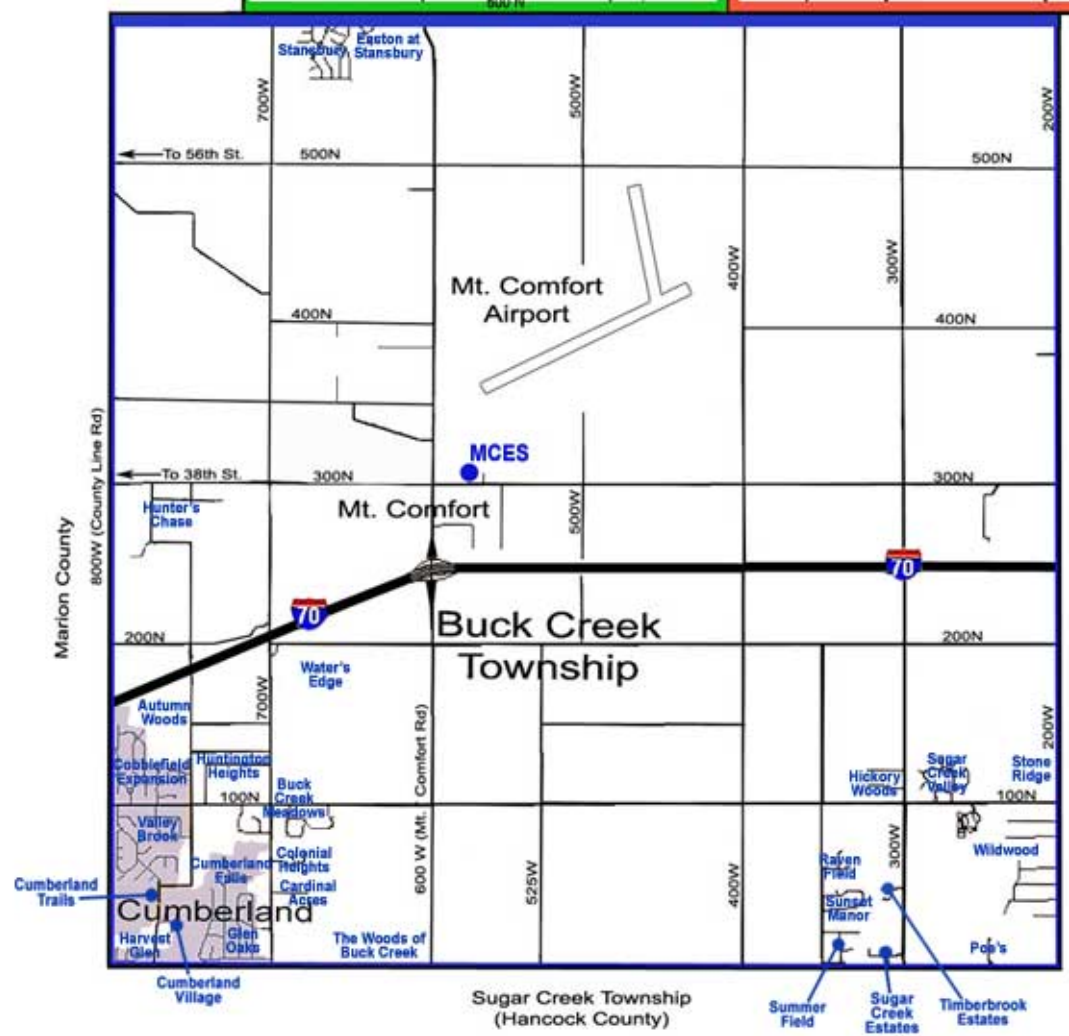 600 N
Stansbury
Easton at
Stansbury
700W
500W
200W
To 56th St.
500N
500N
400W
300W
Mt. Comfort
Airport
400N
400N
800W (County Line Rd)
Marion County
MCES
To 38th St.
300N
300N
Hunter's
Chase
Mt. Comfort
500W
70
70
Buck Creek
Township
200N
200N
Water's
Edge
700W
600 W (Mt. Comfort Rd)
200W
Autumn
Woods
Cobblefield
Expansion
Huntington
Heights
Buck
Creek
Meadows
Hickory
Woods
Sugar
Creek
Valley
Stone
Ridge
100N
100N
Valley
Brook
Cumberland
Falls
Colonial
Heights
Cardinal
Acres
525W
400W
300W
Raven
Field
Sunset
Manor
Wildwood
Cumberland
Trails
Cumberland
Harvest
Glen
Glen
Oaks
The Woods of
Buck Creek
Poe's
Cumberland
Village
Sugar Creek Township
(Hancock County)
Summer
Field
Sugar
Creek
Estates
Timberbrook
Estates